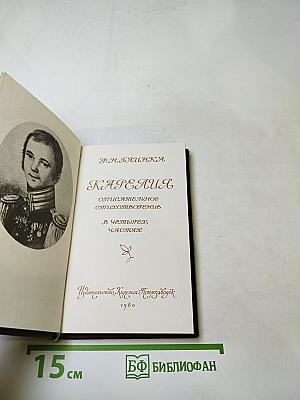 Ф. Н. ГЛИНКА
КАРЕЛИЯ
ОПИСАТЕЛЬНОЕ
СТИХОТВОРЕНИЕ
В ЧЕТЫРЕХ
ЧАСТЯХ
Издательство Карелия Петрозаводск
1980
15 см
БФ БИБЛИОФАН